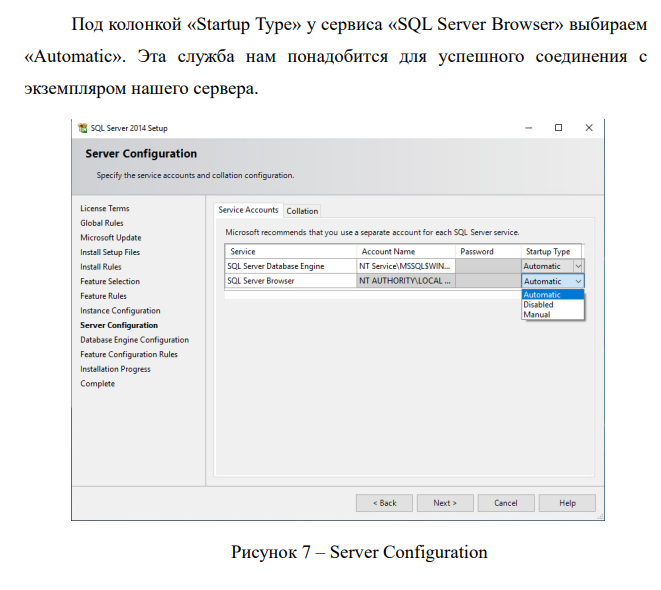 Под колонкой «Startup Type» у сервиса «SQL Server Browser» выбираем
«Automatic». Эта служба нам понадобится для успешного соединения с
экземпляром нашего сервера.
SQL Server 2014 Setup
Server Configuration
Specify the service accounts and collation configuration.
License Terms
Global Rules
Microsoft Update
Install Setup Files
Install Rules
Feature Selection
Feature Rules
Instance Configuration
Server Configuration
Database Engine Configuration
Feature Configuration Rules
Installation Progress
Complete
Service Accounts Collation
Microsoft recommends that you use a separate account for each SQL Server service.
Service Account Name Password Startup Type
SQL Server Database Engine NT Service\MSSQL$WIN... Automatic
SQL Server Browser NT AUTHORITY\LOCAL ... Automatic
Automatic
Disabled
Manual
< Back Next > Cancel Help
Рисунок 7 – Server Configuration